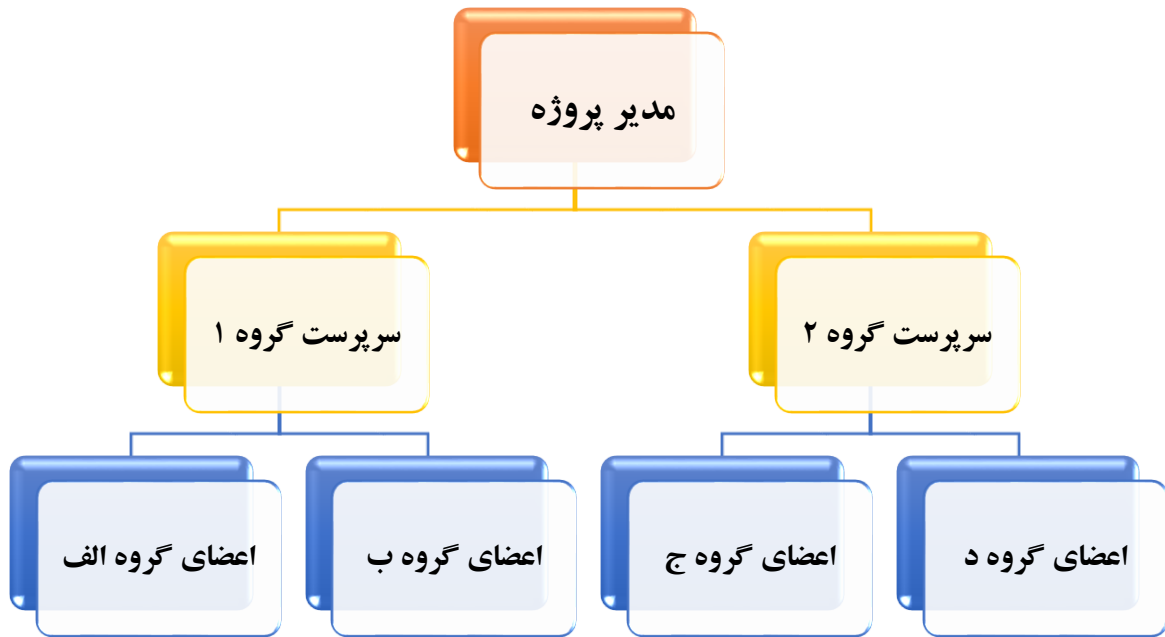 مدیر پروژه
سرپرست گروه ۱
سرپرست گروه ۲
اعضای گروه الف
اعضای گروه ب
اعضای گروه ج
اعضای گروه د